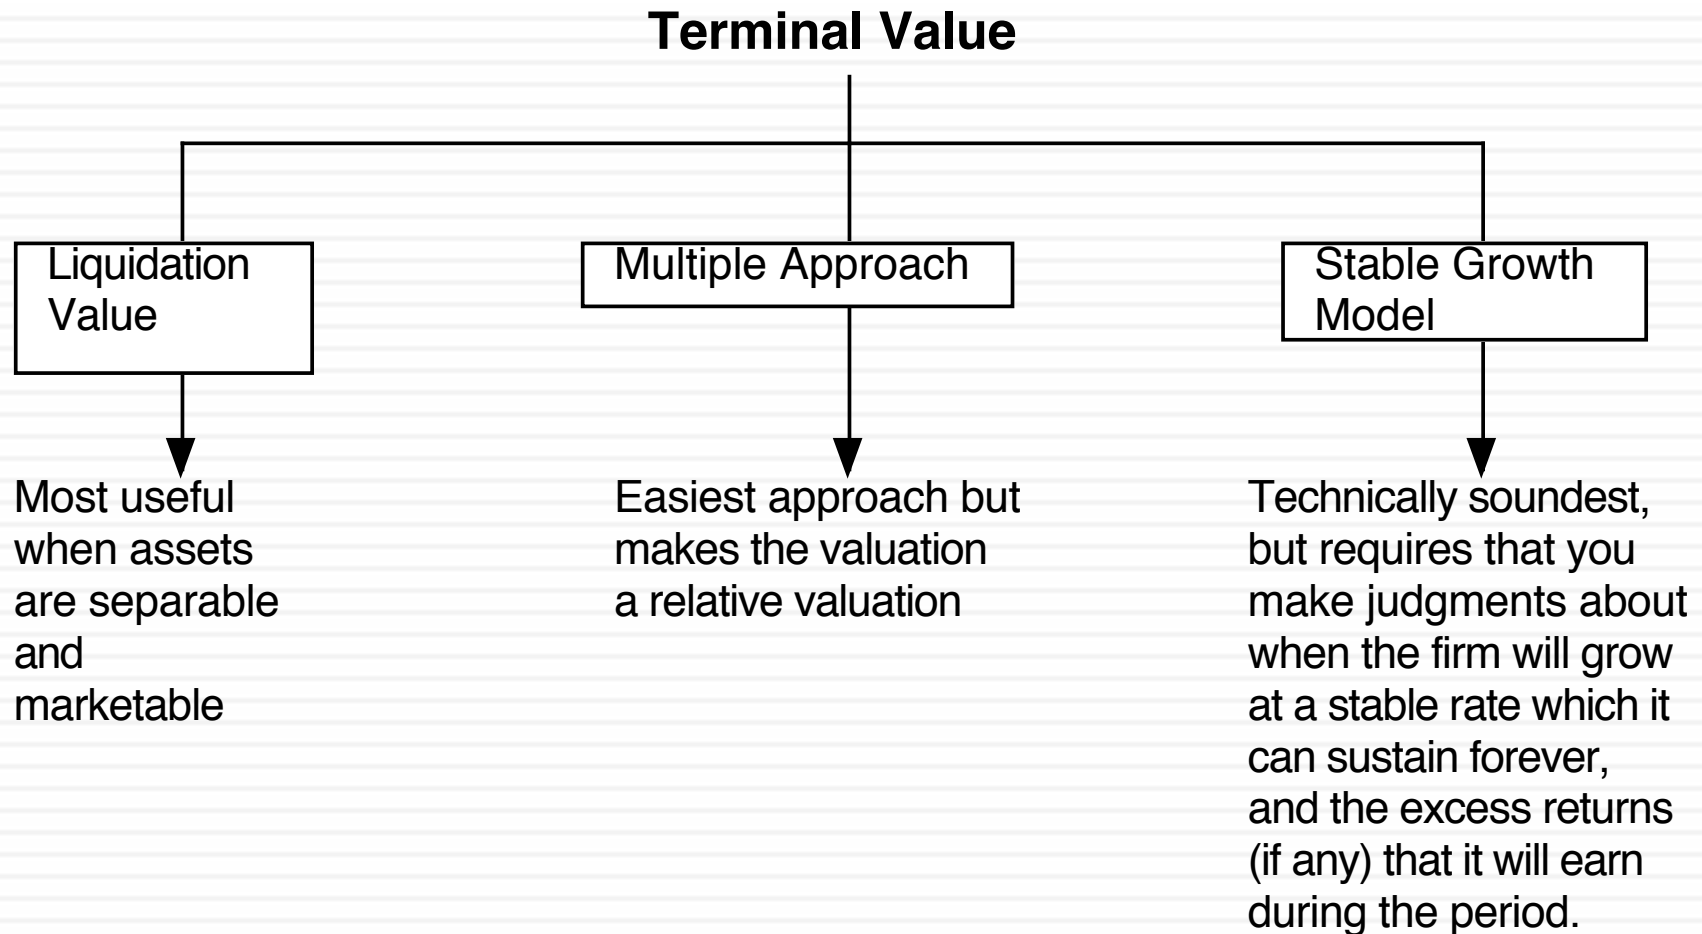 Terminal Value
Liquidation
Value
Multiple Approach
Stable Growth
Model
Most useful
when assets
are separable
and
marketable
Easiest approach but
makes the valuation
a relative valuation
Technically soundest,
but requires that you
make judgments about
when the firm will grow
at a stable rate which it
can sustain forever,
and the excess returns
(if any) that it will earn
during the period.